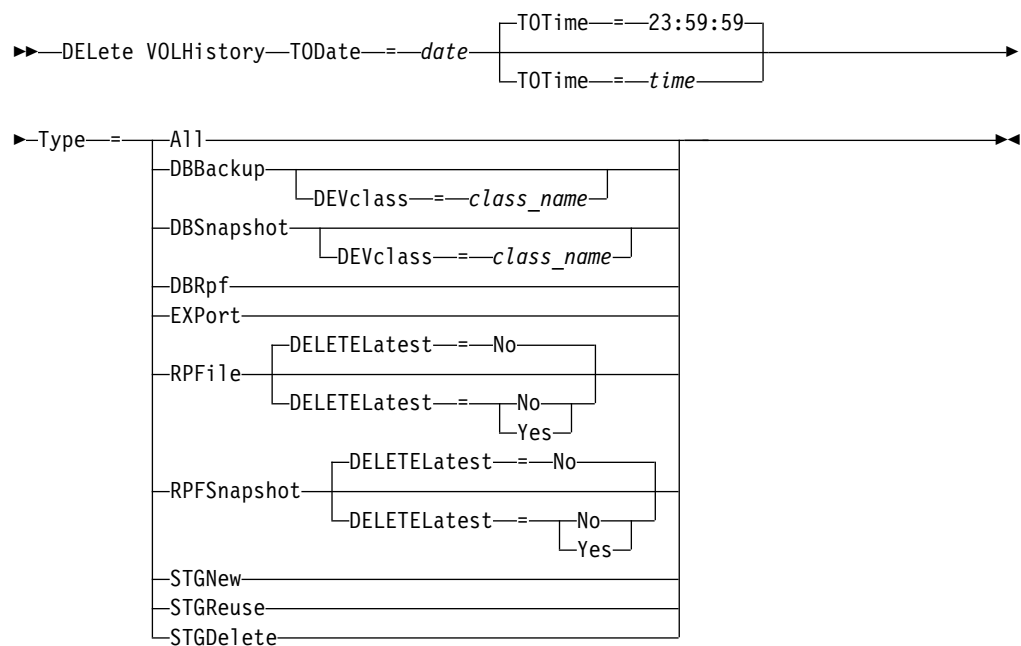 TOTime = 23:59:59
DELete VOLHistory TODate = date
TOTime = time
Type = All
DBBackup
DEVclass = class_name
DBSnapshot
DEVclass = class_name
DBRpf
EXPort
DELETELatest = No
RPFile
DELETELatest = No
Yes
DELETELatest = No
RPFSnapshot
DELETELatest = No
Yes
STGNew
STGReuse
STGDelete